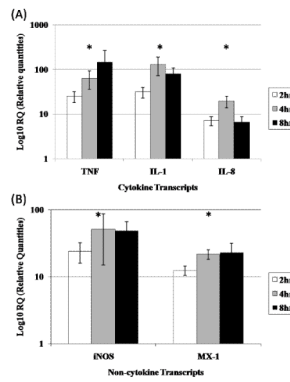 (A)
1000
100
10
1
Log10 RQ (Relative quantities)
* * *
TNF IL-1 IL-8
Cytokine Transcripts
2h
4h
8h
(B)
100
10
1
Log10 RQ (Relative Quantities)
* *
iNOS MX-1
Non-cytokine Transcripts
2h
4h
8h